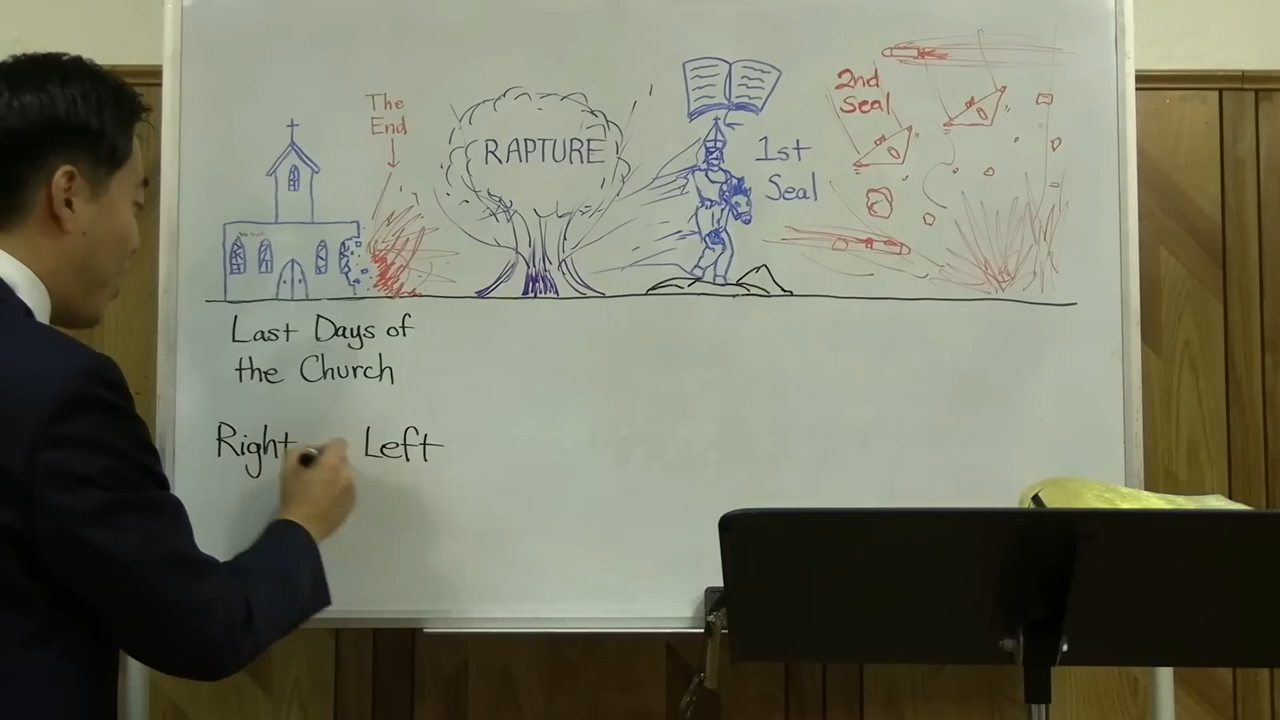 The
End
RAPTURE
1st
Seal
2nd
Seal
Last Days of
the Church
Right Left